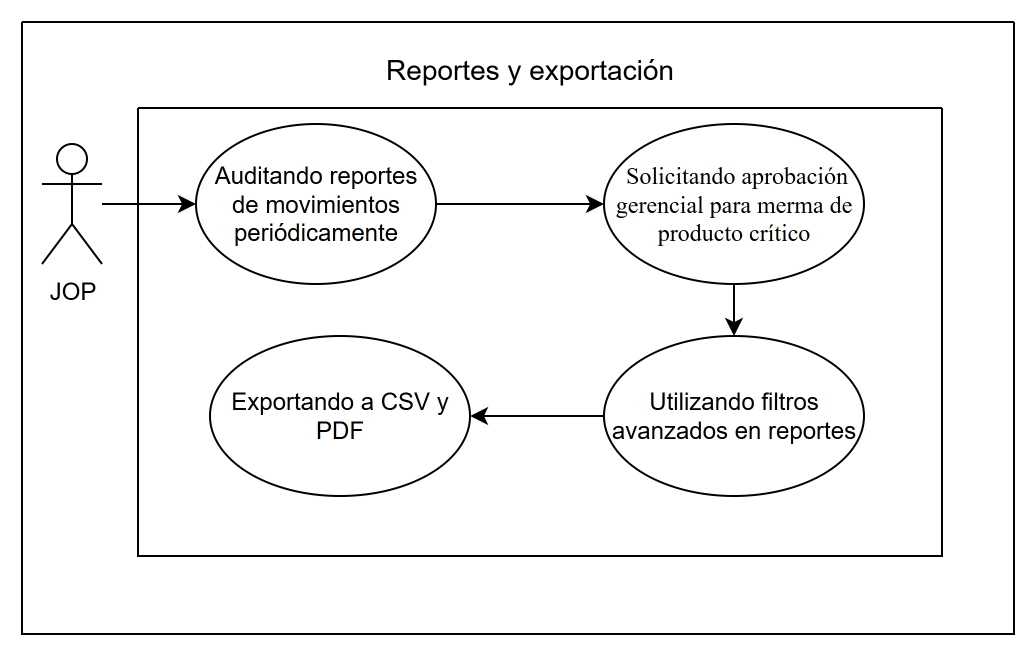 Reportes y exportación
Auditando reportes
de movimientos
periódicamente
Solicitando aprobación
gerencial para merma de
producto crítico
JOP
Exportando a CSV y
PDF
Utilizando filtros
avanzados en reportes